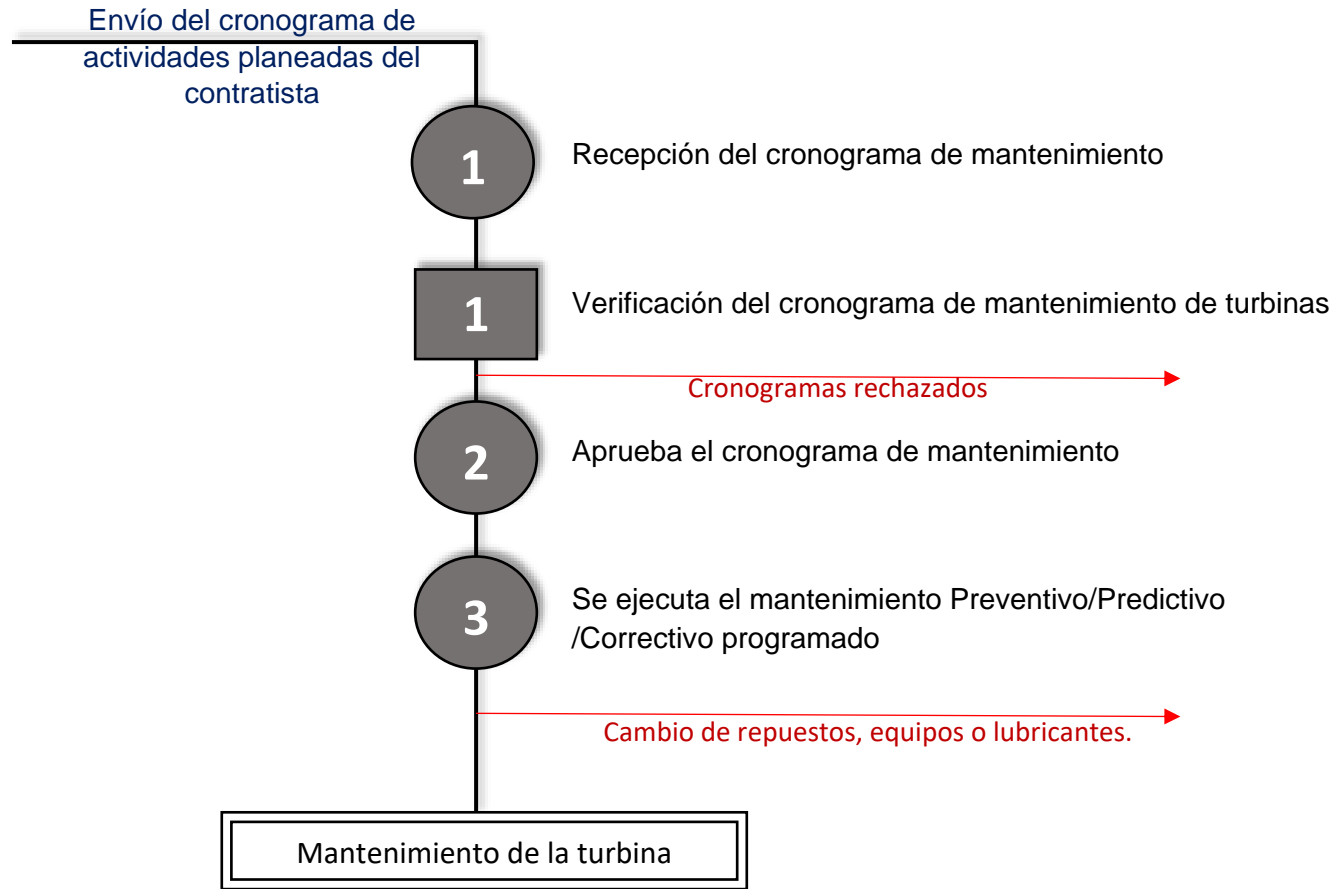 Envío del cronograma de
actividades planeadas del
contratista
1
Recepción del cronograma de mantenimiento
1
Verificación del cronograma de mantenimiento de turbinas
Cronogramas rechazados
2
Aprueba el cronograma de mantenimiento
3
Se ejecuta el mantenimiento Preventivo/Predictivo
/Correctivo programado
Cambio de repuestos, equipos o lubricantes.
Mantenimiento de la turbina